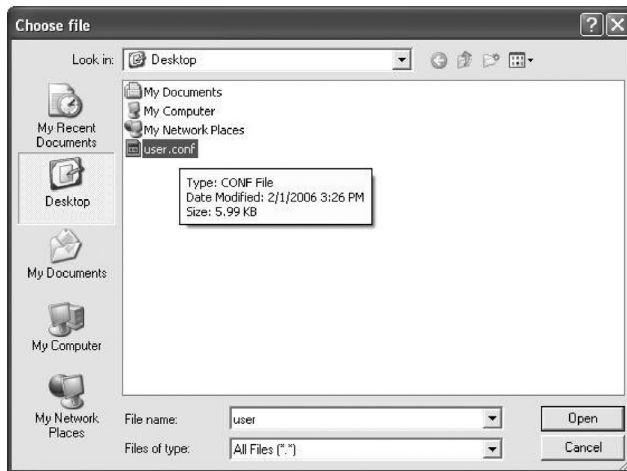 Choose file
Look in:
Desktop
My Recent
Documents
Desktop
My Documents
My Computer
My Network
Places
My Documents
My Computer
My Network Places
user.conf
Type: CONF File
Date Modified: 2/1/2006 3:26 PM
Size: 5.99 KB
File name:
user
Open
Files of type:
All Files (*.*)
Cancel